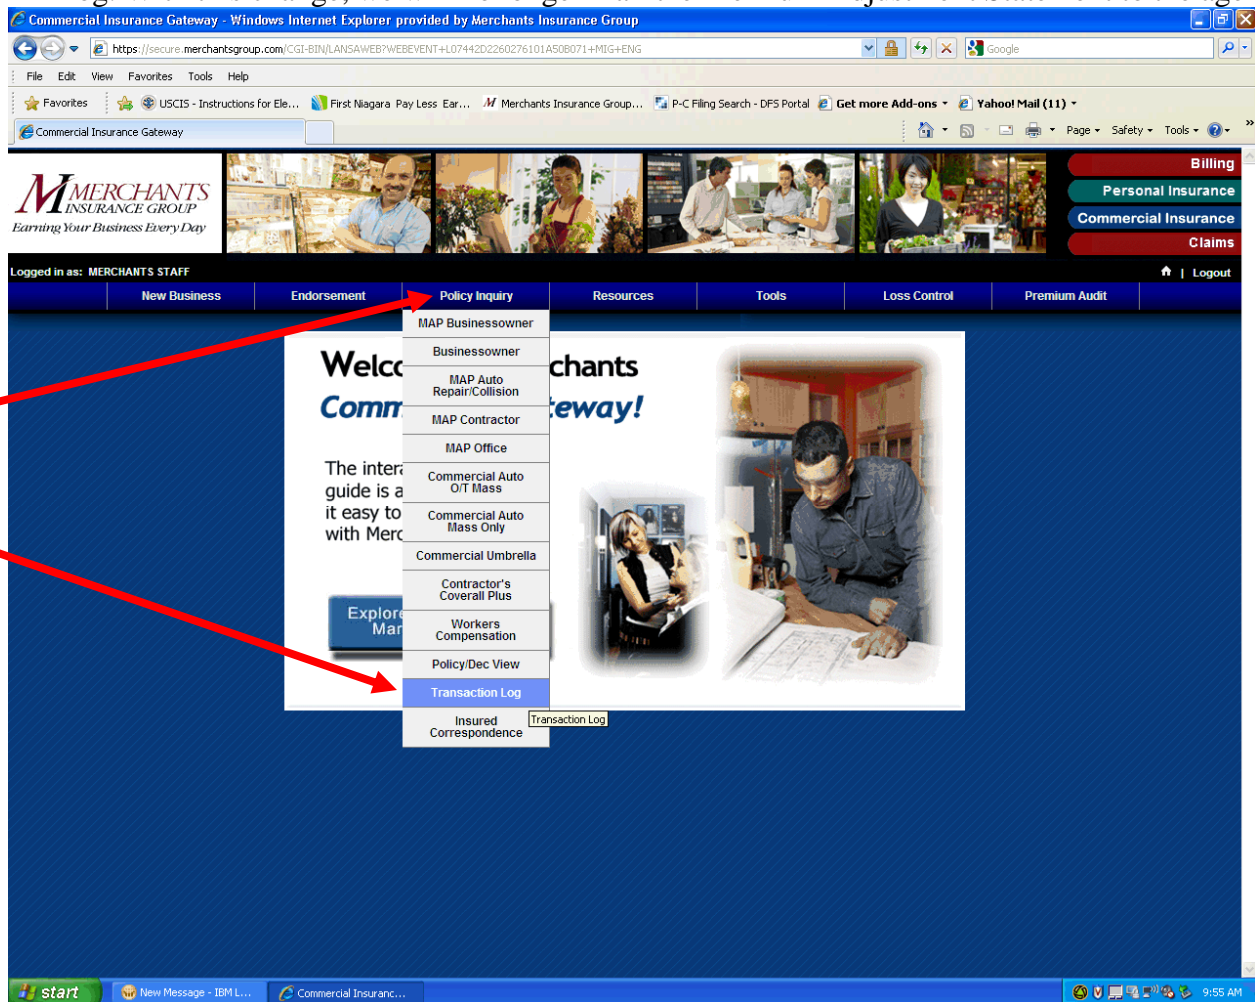 Commercial Insurance Gateway - Windows Internet Explorer provided by Merchants Insurance Group
https://secure.merchantsgroup.com/CGI-BIN/LANSAWEB?WEBEVENT+L07442D2260276101A50B071+MIG+ENG
Google
File Edit View Favorites Tools Help
Favorites USCIS - Instructions for Ele... First Niagara Pay Less Ear... Merchants Insurance Group... P-C Filing Search - DFS Portal Get more Add-ons Yahoo! Mail (11)
Commercial Insurance Gateway
Page Safety Tools
MERCHANTS
INSURANCE GROUP
Earning Your Business Every Day
Billing
Personal Insurance
Commercial Insurance
Claims
Logged in as: MERCHANTS STAFF
| Logout
New Business Endorsement Policy Inquiry Resources Tools Loss Control Premium Audit
MAP Businessowner
Businessowner
MAP Auto
Repair/Collision
MAP Contractor
MAP Office
Commercial Auto
O/T Mass
Commercial Auto
Mass Only
Commercial Umbrella
Contractor's
Coverall Plus
Workers
Compensation
Policy/Dec View
Transaction Log
Insured
Correspondence
Transaction Log
Welc chants
Comm eway!
The intera
guide is a
it easy to
with Merc
Explore
Mar
start New Message - IBM L... Commercial Insuranc... 9:55 AM